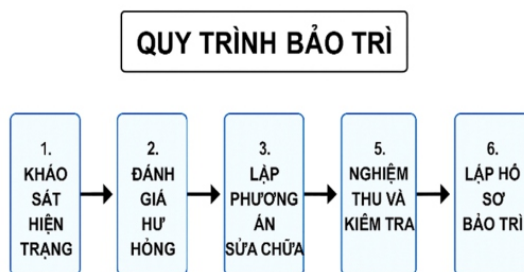 QUY TRÌNH BẢO TRÌ
1.
KHẢO
SÁT
HIỆN
TRẠNG
2.
ĐÁNH
GIÁ
HƯ
HỎNG
3.
LẬP
PHƯƠNG
ÁN
SỬA CHỮA
5.
NGHIỆM
THU VÀ
KIỂM TRA
6.
LẬP HỒ
SƠ
BẢO TRÌ